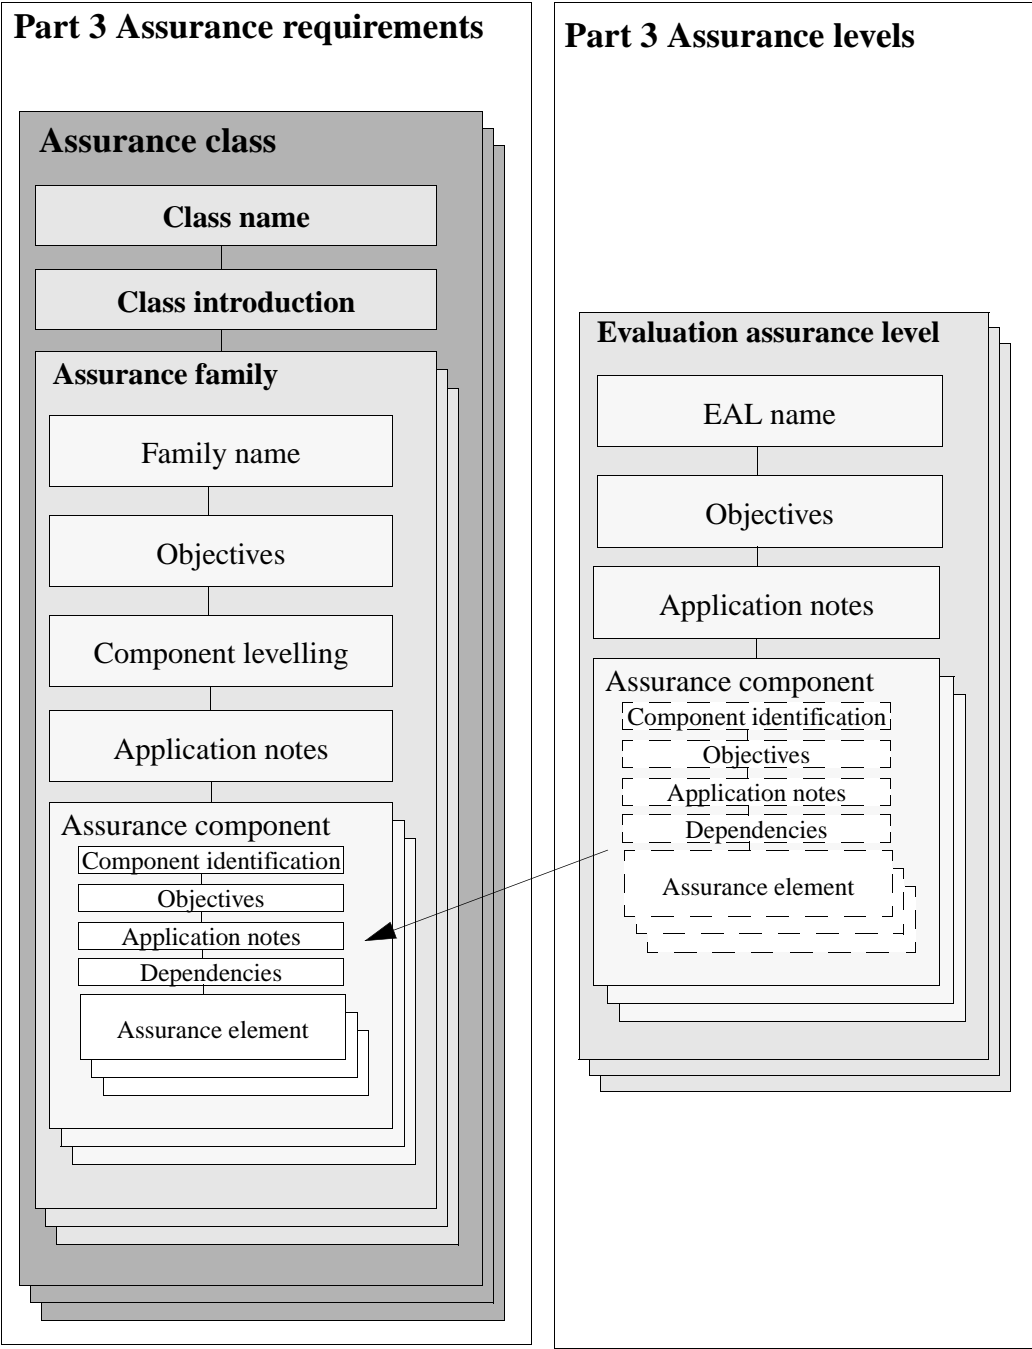 Part 3 Assurance requirements
Assurance class
Class name
Class introduction
Assurance family
Family name
Objectives
Component levelling
Application notes
Assurance component
Component identification
Objectives
Application notes
Dependencies
Assurance element
Part 3 Assurance levels
Evaluation assurance level
EAL name
Objectives
Application notes
Assurance component
Component identification
Objectives
Application notes
Dependencies
Assurance element